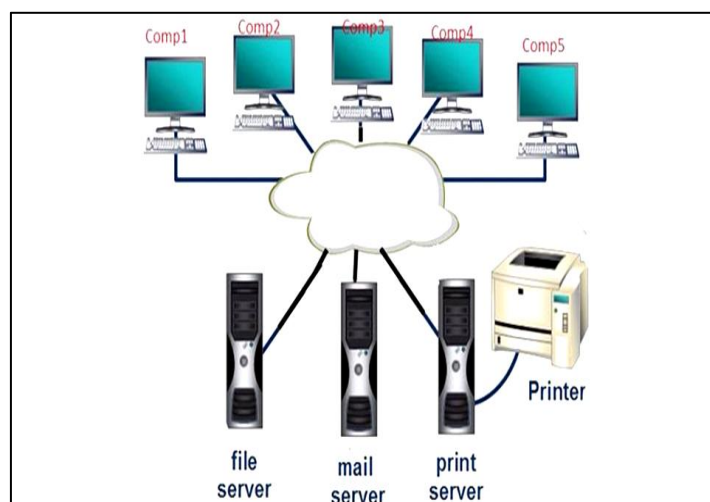 Comp1
Comp2
Comp3
Comp4
Comp5
Printer
file
server
mail
server
print
server